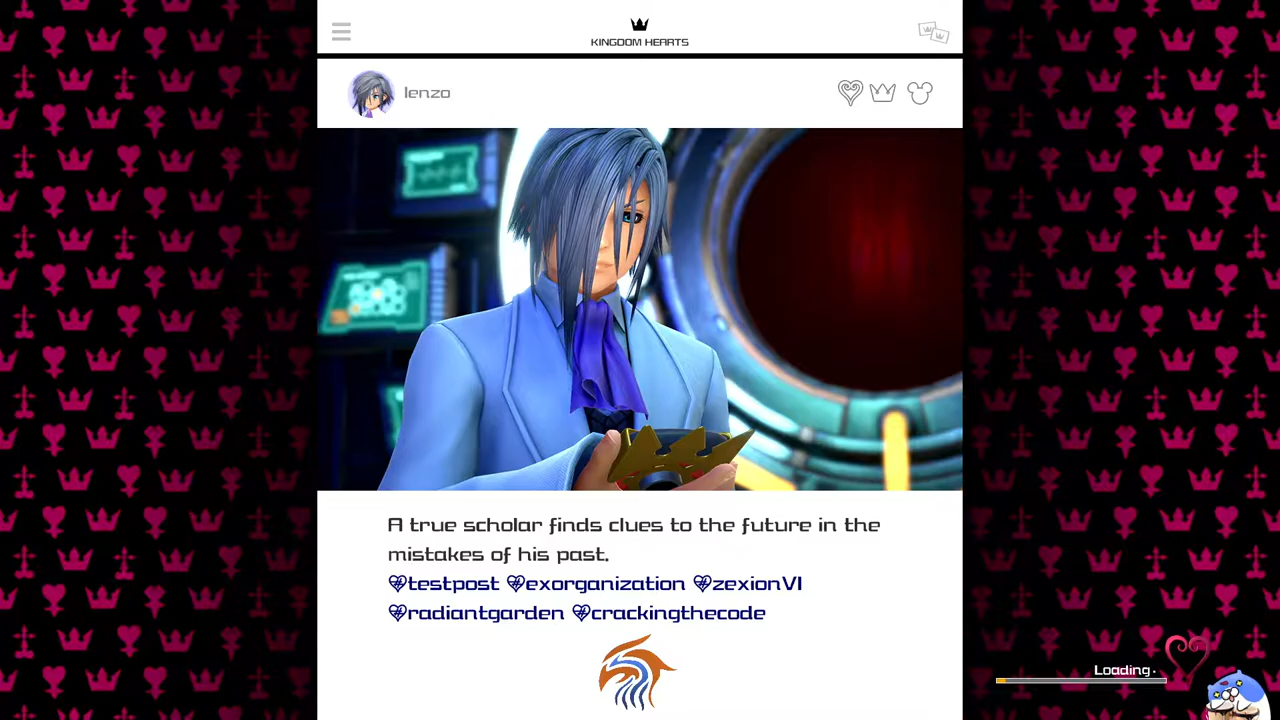 KINGDOM HEARTS
Ienzo
A true scholar finds clues to the future in the
mistakes of his past.
#testpost #exorganization #zexionVI
#radiantgarden #crackingthecode
Loading.